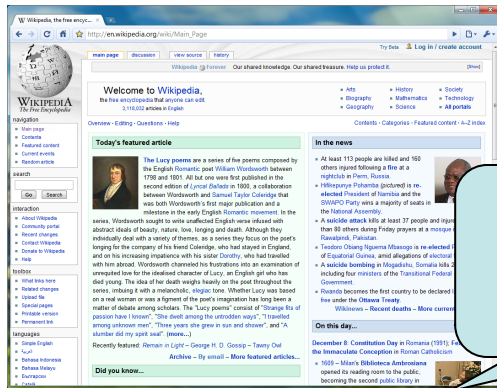 Wikipedia, the free encyc...
http://en.wikipedia.org/wiki/Main_Page
Try Beta Log in / create account
main page discussion view source history
Wikipedia Forever Our shared knowledge. Our shared treasure. Help us protect it. [Show]
WIKIPEDIA
The Free Encyclopedia
navigation
Main page
Contents
Featured content
Current events
Random article
search
Go Search
interaction
About Wikipedia
Community portal
Recent changes
Contact Wikipedia
Donate to Wikipedia
Help
toolbox
What links here
Related changes
Upload file
Special pages
Printable version
Permanent link
languages
Simple English
العربية
Bahasa Indonesia
Bahasa Melayu
Български
Català
Welcome to Wikipedia,
the free encyclopedia that anyone can edit.
3,118,032 articles in English
Arts
Biography
Geography
History
Mathematics
Science
Society
Technology
All portals
Overview · Editing · Questions · Help
Contents · Categories · Featured content · A–Z index
Today's featured article
The Lucy poems are a series of five poems composed by
the English Romantic poet William Wordsworth between
1798 and 1801. All but one were first published in the
second edition of Lyrical Ballads in 1800, a collaboration
between Wordsworth and Samuel Taylor Coleridge that
was both Wordsworth's first major publication and a
milestone in the early English Romantic movement. In the
series, Wordsworth sought to write unaffected English verse infused with
abstract ideals of beauty, nature, love, longing and death. Although they
individually deal with a variety of themes, as a series they focus on the poet's
longing for the company of his friend Coleridge, who had stayed in England,
and on his increasing impatience with his sister Dorothy, who had travelled
with him abroad. Wordsworth channeled his frustrations into an examination of
unrequited love for the idealised character of Lucy, an English girl who has
died young. The idea of her death weighs heavily on the poet throughout the
series, imbuing it with a melancholic, elegiac tone. Whether Lucy was based
on a real woman or was a figment of the poet's imagination has long been a
matter of debate among scholars. The "Lucy poems" consist of "Strange fits of
passion have I known", "She dwelt among the untrodden ways", "I travelled
among unknown men", "Three years she grew in sun and shower", and "A
slumber did my spirit seal". (more...)
Recently featured: Remain in Light – George H. D. Gossip – Tawny Owl
Archive – By email – More featured articles...
Did you know...
In the news
At least 113 people are killed and 160
others injured following a fire at a
nightclub in Perm, Russia.
Hifikepunye Pohamba (pictured) is re-
elected President of Namibia and the
SWAPO Party wins a majority of seats in
the National Assembly.
A suicide attack kills at least 37 people and injure
than 80 others during Friday prayers at a mosque
Rawalpindi, Pakistan.
Teodoro Obiang Nguema Mbasogo is re-elected
of Equatorial Guinea, amid allegations of electoral
A suicide bombing in Mogadishu, Somalia kills 2
including four ministers of the Transitional Federal
Government.
Rwanda becomes the first country to be declared
free under the Ottawa Treaty.
Wikinews – Recent deaths – More current
On this day...
December 8: Constitution Day in Romania (1991);
the Immaculate Conception in Roman Catholicism
1609 – Milan's Biblioteca Ambrosiana
opened its reading room to the public,
becoming the second public library in